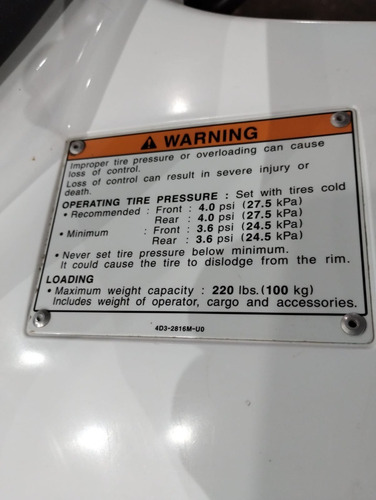 WARNING
Improper tire pressure or overloading can cause
loss of control.
Loss of control can result in severe injury or
death.
OPERATING TIRE PRESSURE : Set with tires cold
• Recommended : Front : 4.0 psi (27.5 kPa)
Rear : 4.0 psi (27.5 kPa)
• Minimum : Front : 3.6 psi (24.5 kPa)
Rear : 3.6 psi (24.5 kPa)
• Never set tire pressure below minimum.
It could cause the tire to dislodge from the rim.
LOADING
• Maximum weight capacity : 220 lbs.(100 kg)
Includes weight of operator, cargo and accessories.
4D3-2816M-U0